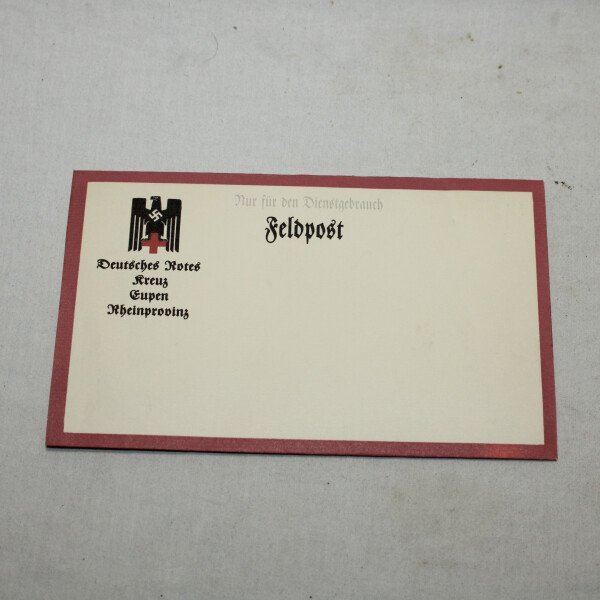 Nur für den Dienstgebrauch
Feldpost
Deutsches Rotes
Kreuz
Eupen
Rheinprovinz